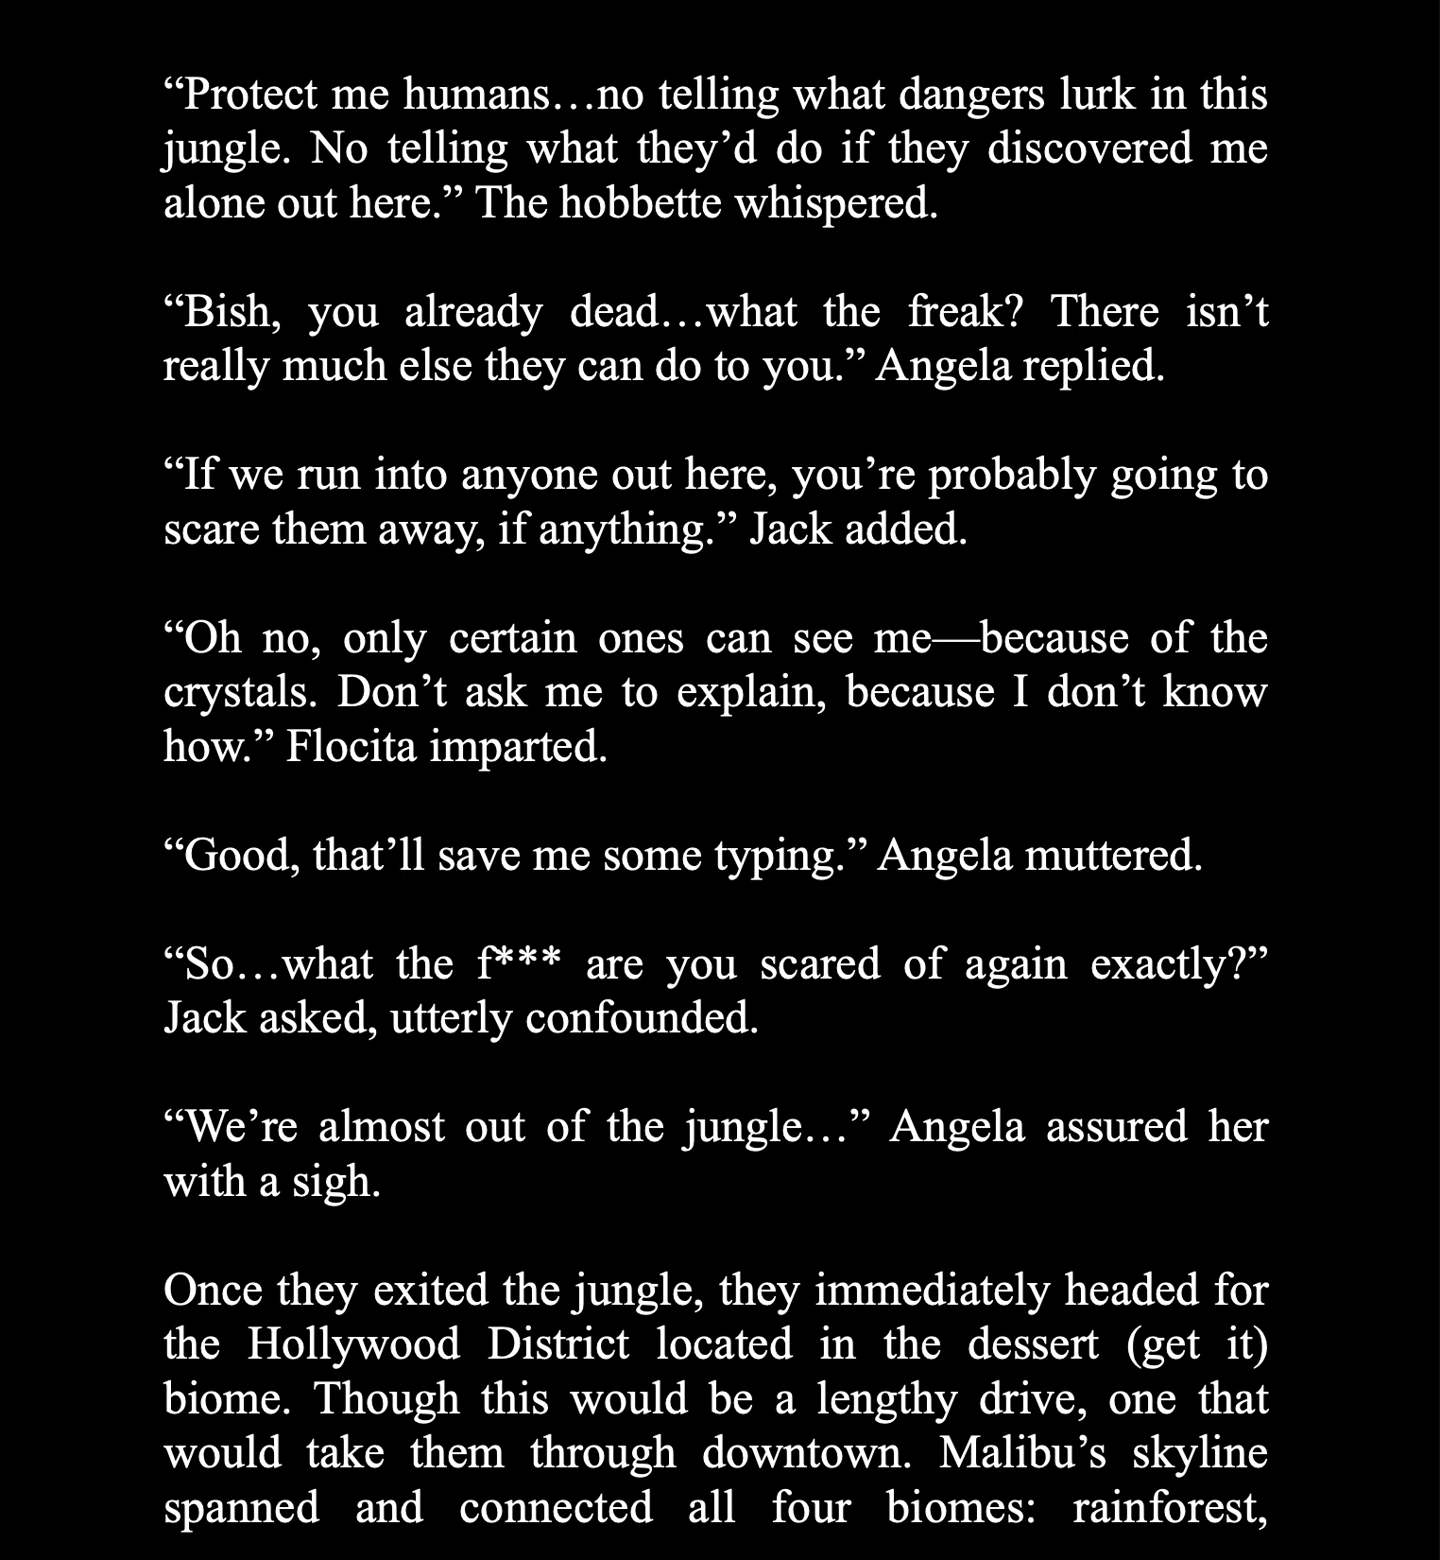 “Protect me humans…no telling what dangers lurk in this
jungle. No telling what they’d do if they discovered me
alone out here.” The hobbette whispered.
“Bish, you already dead…what the freak? There isn’t
really much else they can do to you.” Angela replied.
“If we run into anyone out here, you’re probably going to
scare them away, if anything.” Jack added.
“Oh no, only certain ones can see me—because of the
crystals. Don’t ask me to explain, because I don’t know
how.” Flocita imparted.
“Good, that’ll save me some typing.” Angela muttered.
“So…what the f*** are you scared of again exactly?”
Jack asked, utterly confounded.
“We’re almost out of the jungle…” Angela assured her
with a sigh.
Once they exited the jungle, they immediately headed for
the Hollywood District located in the dessert (get it)
biome. Though this would be a lengthy drive, one that
would take them through downtown. Malibu’s skyline
spanned and connected all four biomes: rainforest,